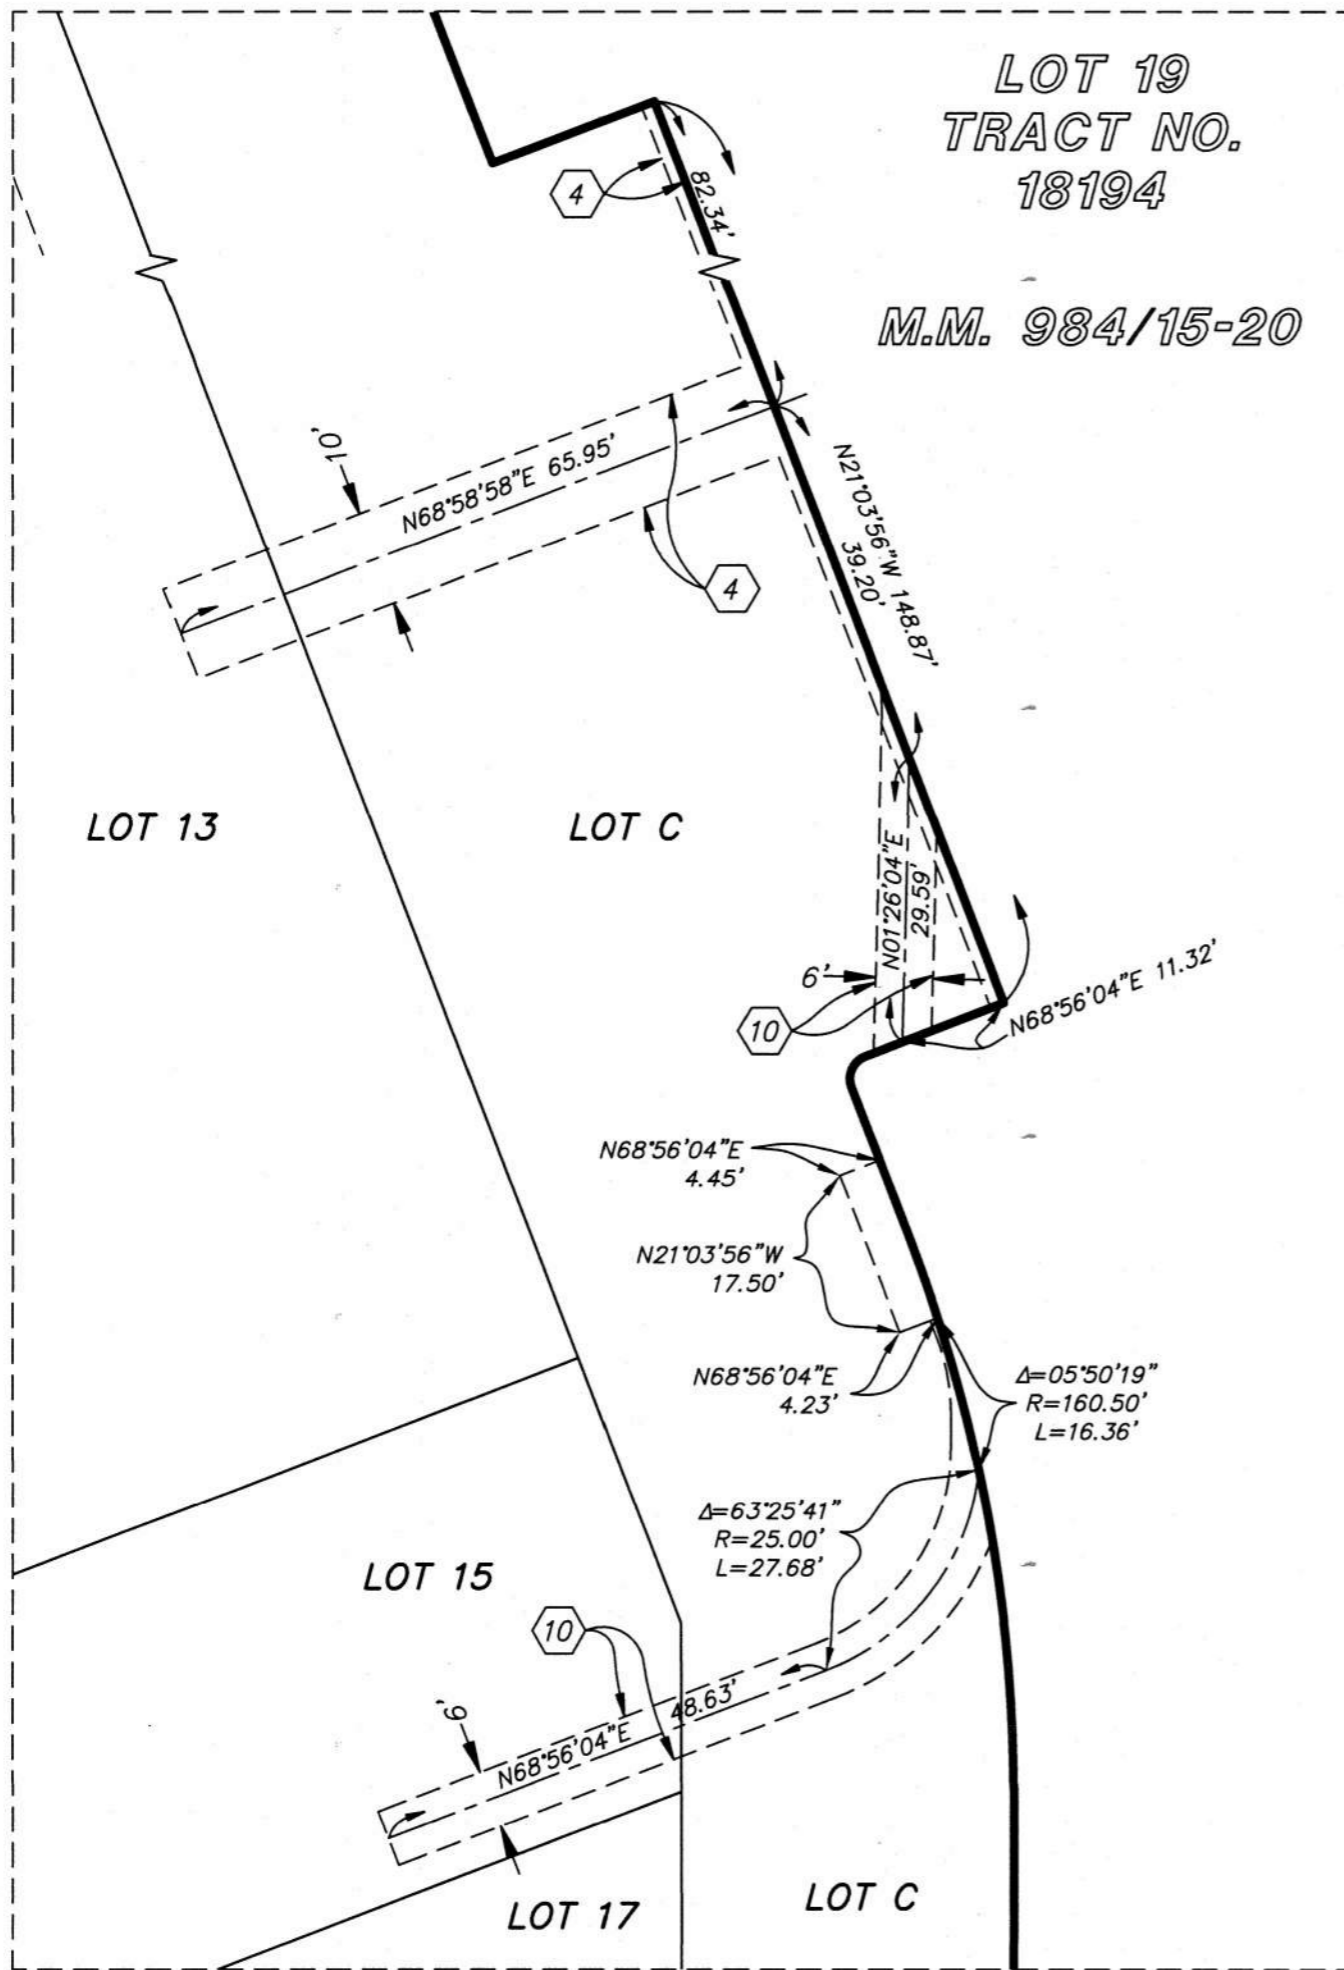 LOT 19
TRACT NO.
18194
M.M. 984/15-20
4
82.34'
10'
N68°58'58"E 65.95'
4
N21°03'56"W 148.87'
39.20'
LOT 13
LOT C
N01°26'04"E
29.59'
6'
10
N68°56'04"E 11.32'
N68°56'04"E
4.45'
N21°03'56"W
17.50'
N68°56'04"E
4.23'
Δ=05°50'19"
R=160.50'
L=16.36'
Δ=63°25'41"
R=25.00'
L=27.68'
LOT 15
10
6'
N68°56'04"E 48.63'
LOT 17
LOT C